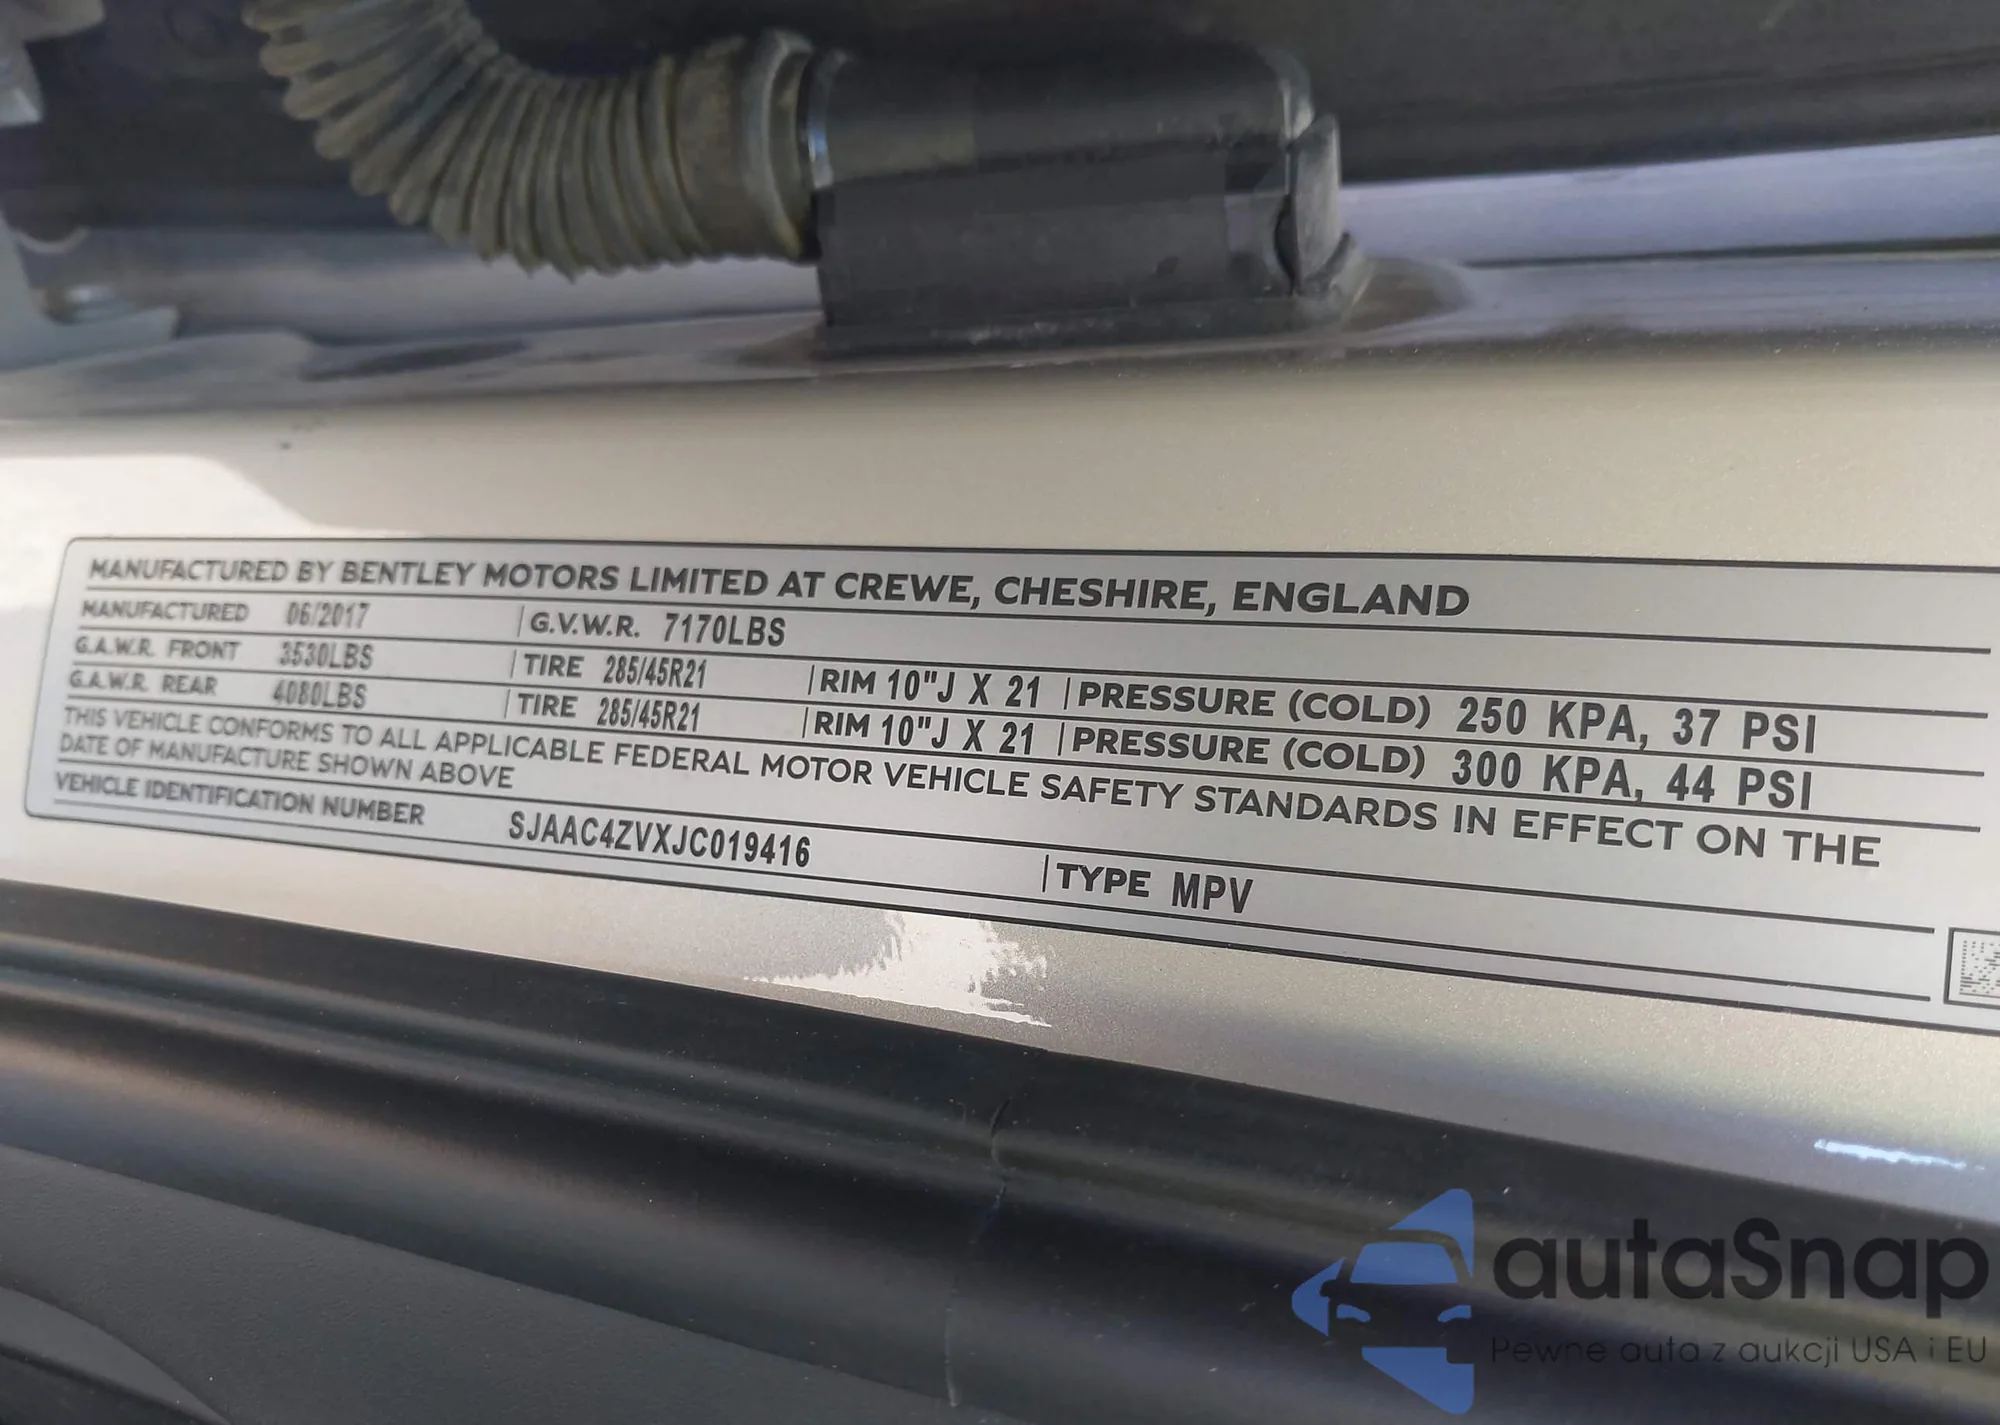 MANUFACTURED BY BENTLEY MOTORS LIMITED AT CREWE, CHESHIRE, ENGLAND
MANUFACTURED 06/2017 G.V.W.R. 7170LBS
G.A.W.R. FRONT 3530LBS TIRE 285/45R21 RIM 10"J X 21 PRESSURE (COLD) 250 KPA, 37 PSI
G.A.W.R. REAR 4080LBS TIRE 285/45R21 RIM 10"J X 21 PRESSURE (COLD) 300 KPA, 44 PSI
THIS VEHICLE CONFORMS TO ALL APPLICABLE FEDERAL MOTOR VEHICLE SAFETY STANDARDS IN EFFECT ON THE
DATE OF MANUFACTURE SHOWN ABOVE
VEHICLE IDENTIFICATION NUMBER SJAAC4ZVXJC019416 TYPE MPV
autaSnap
Pewne auta z aukcji USA i EU